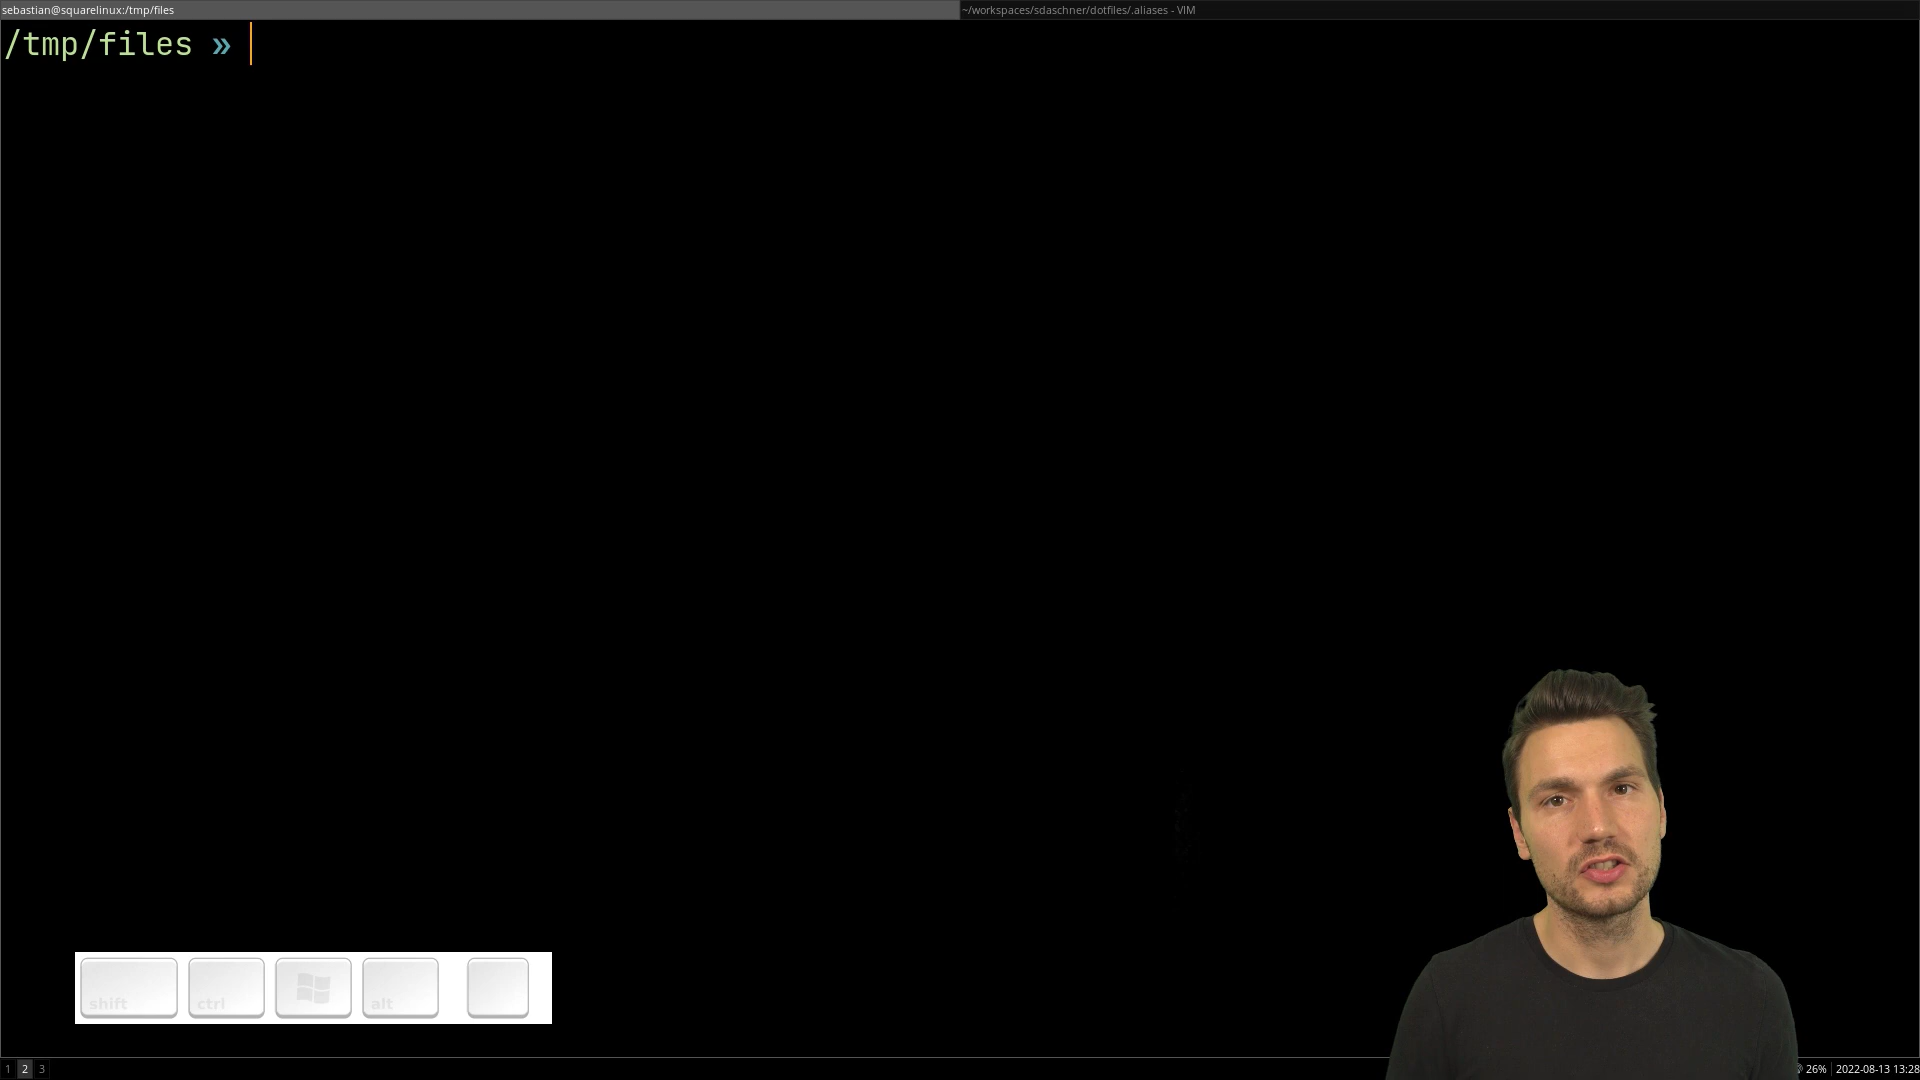 sebastian@squarelinux:/tmp/files
~/workspaces/sdaschner/dotfiles/.aliases - VIM
/tmp/files »
shift ctrl alt
1 2 3
26% 2022-08-13 13:28